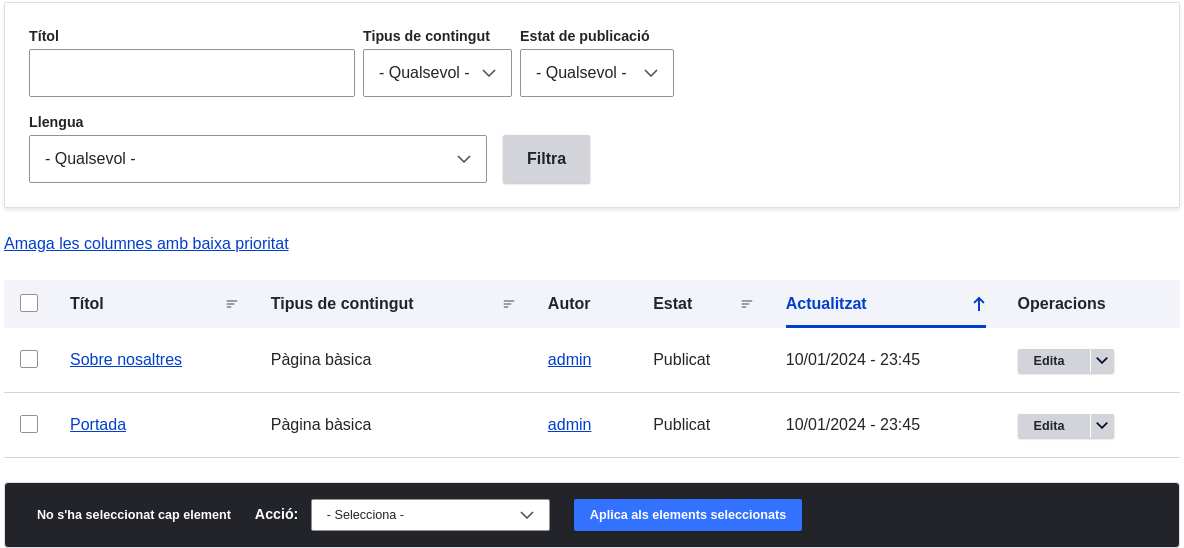 Títol Tipus de contingut Estat de publicació
- Qualsevol - - Qualsevol -
Llengua
- Qualsevol - Filtra
Amaga les columnes amb baixa prioritat
Títol Tipus de contingut Autor Estat Actualitzat Operacions
Sobre nosaltres Pàgina bàsica admin Publicat 10/01/2024 - 23:45 Edita
Portada Pàgina bàsica admin Publicat 10/01/2024 - 23:45 Edita
No s'ha seleccionat cap element Acció: - Selecciona - Aplica als elements seleccionats